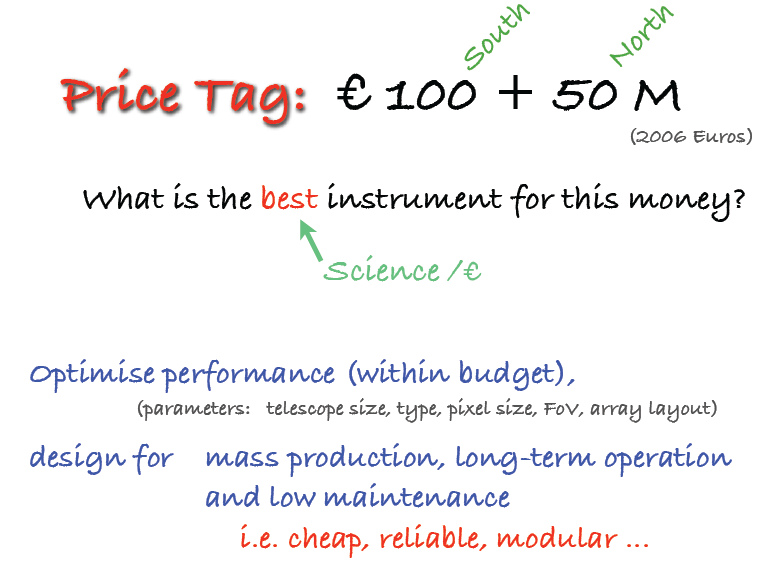 South North
Price Tag: € 100 + 50 M
(2006 Euros)
What is the best instrument for this money?
Science /€
Optimise performance (within budget),
(parameters: telescope size, type, pixel size, FoV, array layout)
design for mass production, long-term operation
and low maintenance
i.e. cheap, reliable, modular ...